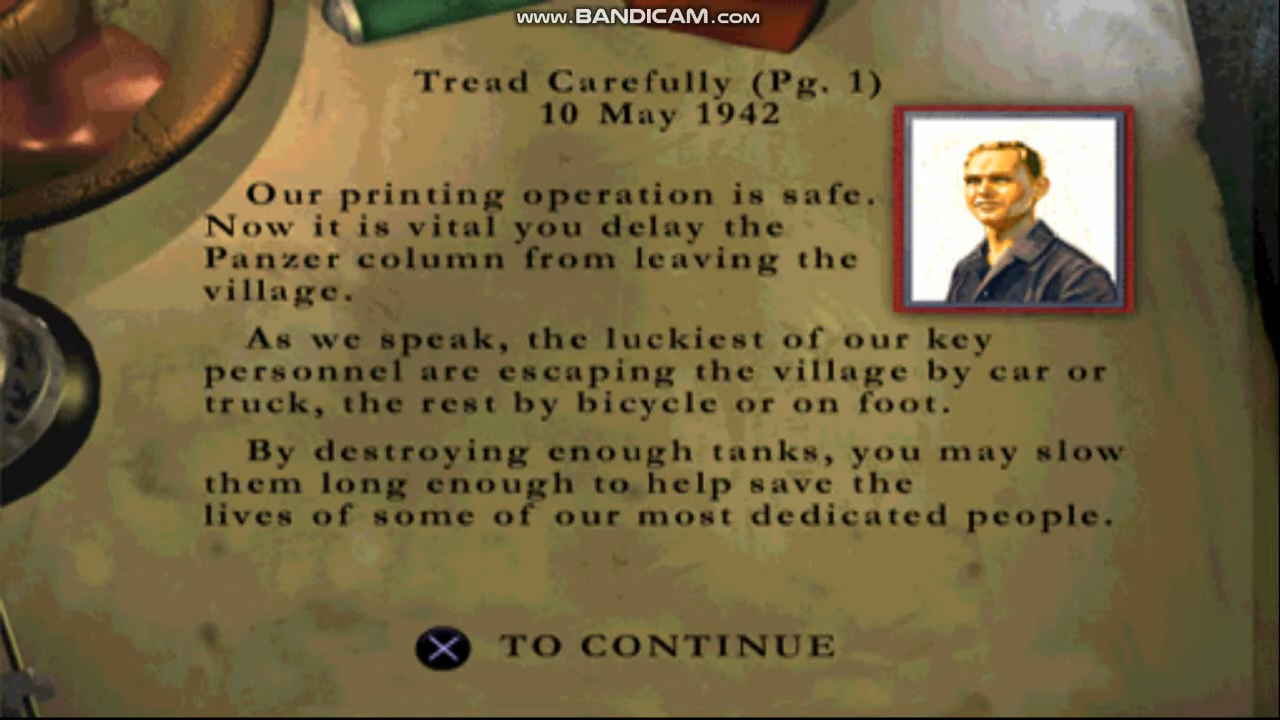 www.BANDICAM.com
Tread Carefully (Pg. 1)
10 May 1942
Our printing operation is safe.
Now it is vital you delay the
Panzer column from leaving the
village.
As we speak, the luckiest of our key
personnel are escaping the village by car or
truck, the rest by bicycle or on foot.
By destroying enough tanks, you may slow
them long enough to help save the
lives of some of our most dedicated people.
TO CONTINUE